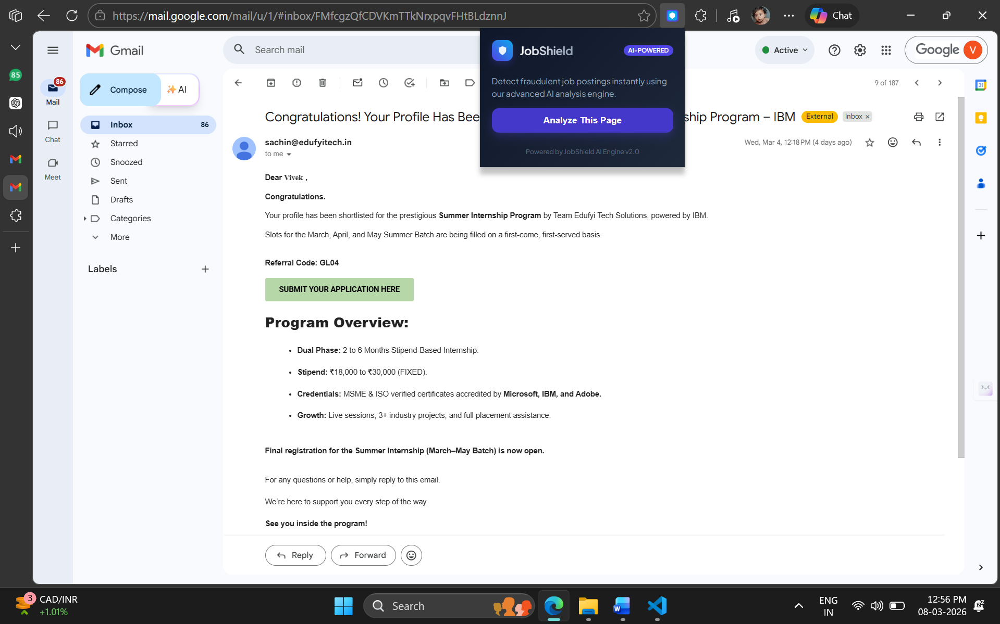 https://mail.google.com/mail/u/1/#inbox/FMfcgzQfCDVKmTTkNrxpqvFHtBLdznnJ
Chat
85
86
Mail
Chat
Meet
Gmail
Search mail
Active
Google
V
Compose
AI
Inbox 86
Starred
Snoozed
Sent
Drafts
Categories
More
Labels
JobShield
AI-POWERED
Detect fraudulent job postings instantly using
our advanced AI analysis engine.
Analyze This Page
Powered by JobShield AI Engine v2.0
9 of 187
31
Congratulations! Your Profile Has Bee
ship Program – IBM
External
Inbox ×
sachin@edufyitech.in
to me
Wed, Mar 4, 12:18 PM (4 days ago)
Dear Vivek ,
Congratulations.
Your profile has been shortlisted for the prestigious Summer Internship Program by Team Edufyi Tech Solutions, powered by IBM.
Slots for the March, April, and May Summer Batch are being filled on a first-come, first-served basis.
Referral Code: GL04
SUBMIT YOUR APPLICATION HERE
Program Overview:
• Dual Phase: 2 to 6 Months Stipend-Based Internship.
• Stipend: ₹18,000 to ₹30,000 (FIXED).
• Credentials: MSME & ISO verified certificates accredited by Microsoft, IBM, and Adobe.
• Growth: Live sessions, 3+ industry projects, and full placement assistance.
Final registration for the Summer Internship (March–May Batch) is now open.
For any questions or help, simply reply to this email.
We're here to support you every step of the way.
See you inside the program!
Reply
Forward
3
CAD/INR
+1.01%
Search
W
ENG
IN
12:56 PM
08-03-2026